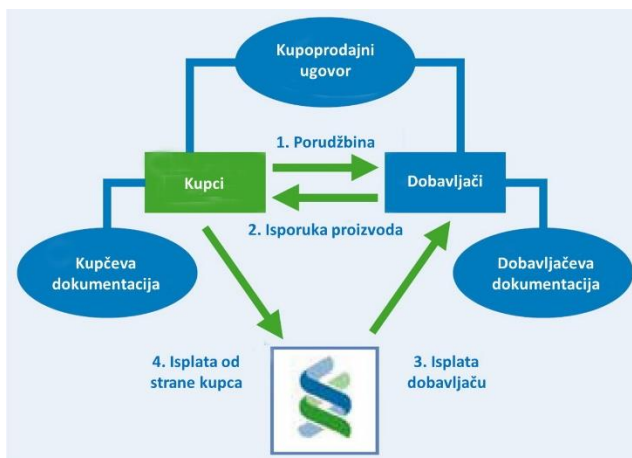 Kupoprodajni
ugovor
1. Porudžbina
Kupci
Dobavljači
2. Isporuka proizvoda
Kupčeva
dokumentacija
Dobavljačeva
dokumentacija
4. Isplata od
strane kupca
3. Isplata
dobavljaču